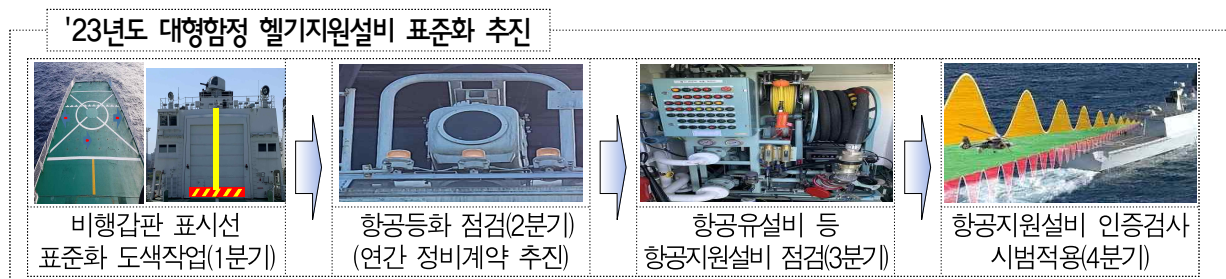 '23년도 대형함정 헬기지원설비 표준화 추진
비행갑판 표시선
표준화 도색작업(1분기)
항공등화 점검(2분기)
(연간 정비계약 추진)
항공유설비 등
항공지원설비 점검(3분기)
항공지원설비 인증검사
시범적용(4분기)